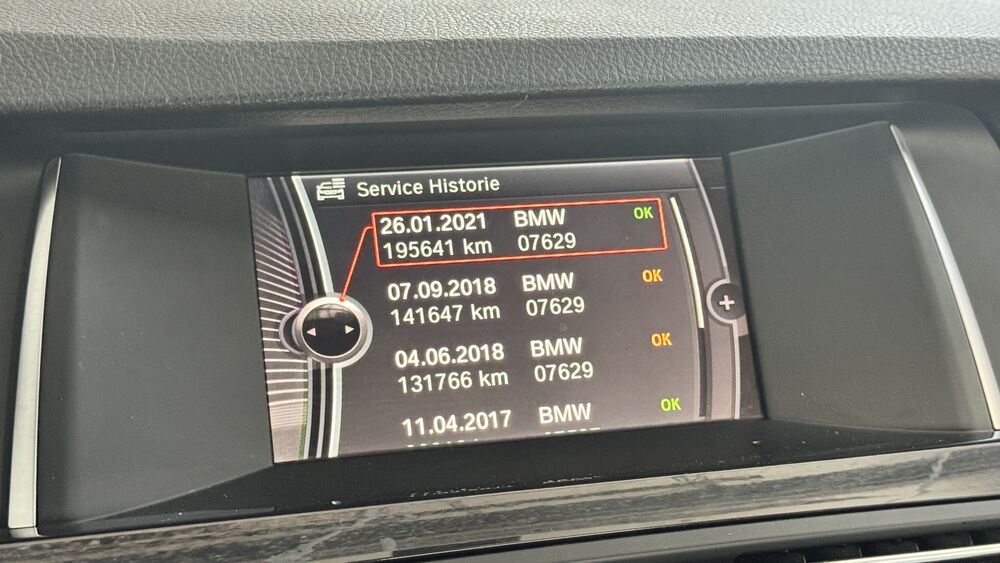 Service Historie
26.01.2021 BMW OK
195641 km 07629
07.09.2018 BMW OK
141647 km 07629
04.06.2018 BMW OK
131766 km 07629
11.04.2017 BMW OK